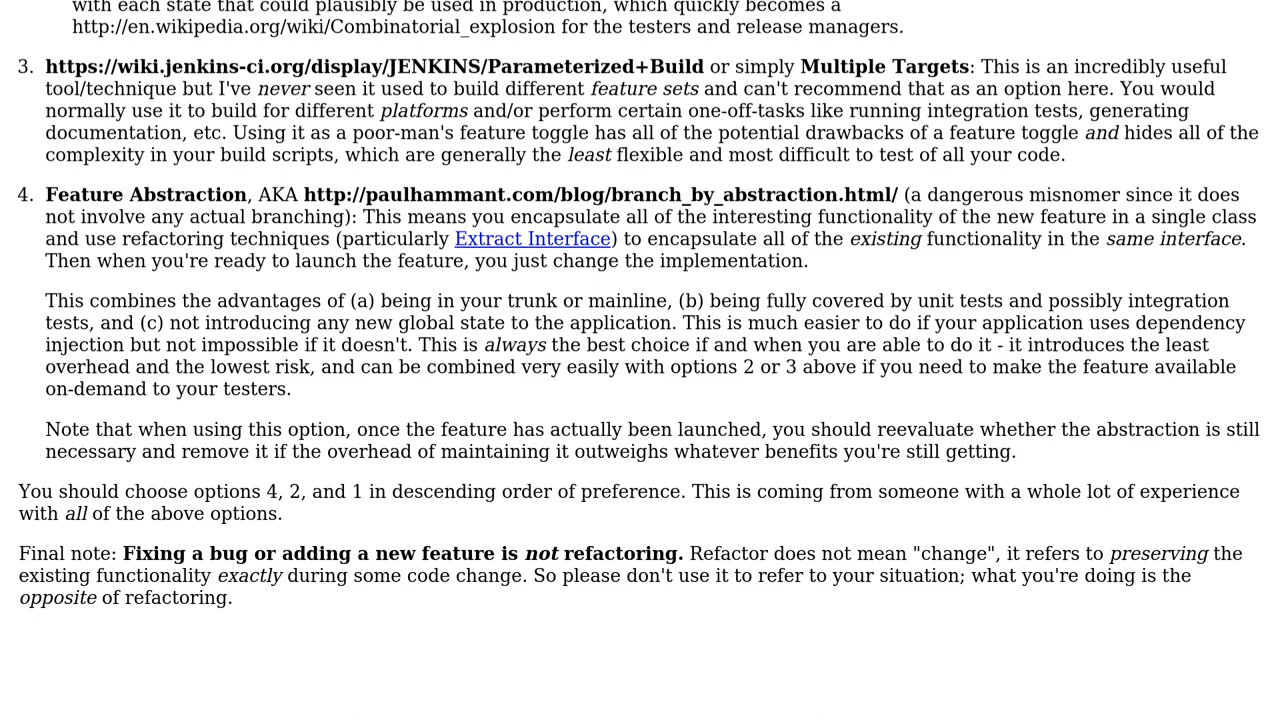 with each state that could plausibly be used in production, which quickly becomes a
http://en.wikipedia.org/wiki/Combinatorial_explosion for the testers and release managers.
3. https://wiki.jenkins-ci.org/display/JENKINS/Parameterized+Build or simply Multiple Targets: This is an incredibly useful
tool/technique but I've never seen it used to build different feature sets and can't recommend that as an option here. You would
normally use it to build for different platforms and/or perform certain one-off-tasks like running integration tests, generating
documentation, etc. Using it as a poor-man's feature toggle has all of the potential drawbacks of a feature toggle and hides all of the
complexity in your build scripts, which are generally the least flexible and most difficult to test of all your code.
4. Feature Abstraction, AKA http://paulhammant.com/blog/branch_by_abstraction.html/ (a dangerous misnomer since it does
not involve any actual branching): This means you encapsulate all of the interesting functionality of the new feature in a single class
and use refactoring techniques (particularly Extract Interface) to encapsulate all of the existing functionality in the same interface.
Then when you're ready to launch the feature, you just change the implementation.
This combines the advantages of (a) being in your trunk or mainline, (b) being fully covered by unit tests and possibly integration
tests, and (c) not introducing any new global state to the application. This is much easier to do if your application uses dependency
injection but not impossible if it doesn't. This is always the best choice if and when you are able to do it - it introduces the least
overhead and the lowest risk, and can be combined very easily with options 2 or 3 above if you need to make the feature available
on-demand to your testers.
Note that when using this option, once the feature has actually been launched, you should reevaluate whether the abstraction is still
necessary and remove it if the overhead of maintaining it outweighs whatever benefits you're still getting.
You should choose options 4, 2, and 1 in descending order of preference. This is coming from someone with a whole lot of experience
with all of the above options.
Final note: Fixing a bug or adding a new feature is not refactoring. Refactor does not mean "change", it refers to preserving the
existing functionality exactly during some code change. So please don't use it to refer to your situation; what you're doing is the
opposite of refactoring.